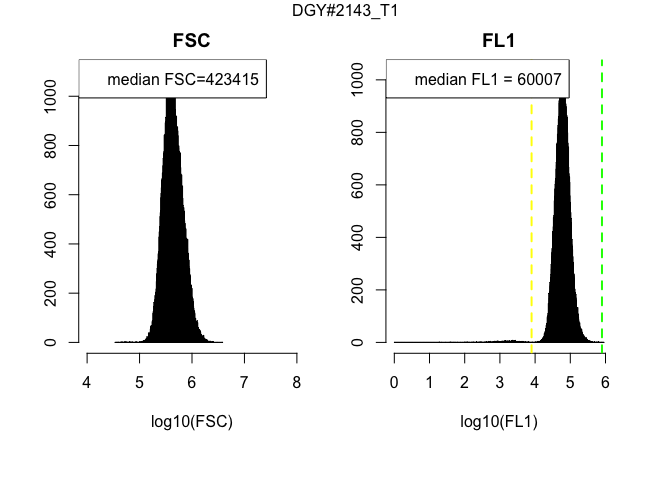 DGY#2143_T1
FSC
median FSC=423415
0 200 400 600 800 1000
4 5 6 7 8
log10(FSC)
FL1
median FL1 = 60007
0 200 400 600 800 1000
0 1 2 3 4 5 6
log10(FL1)